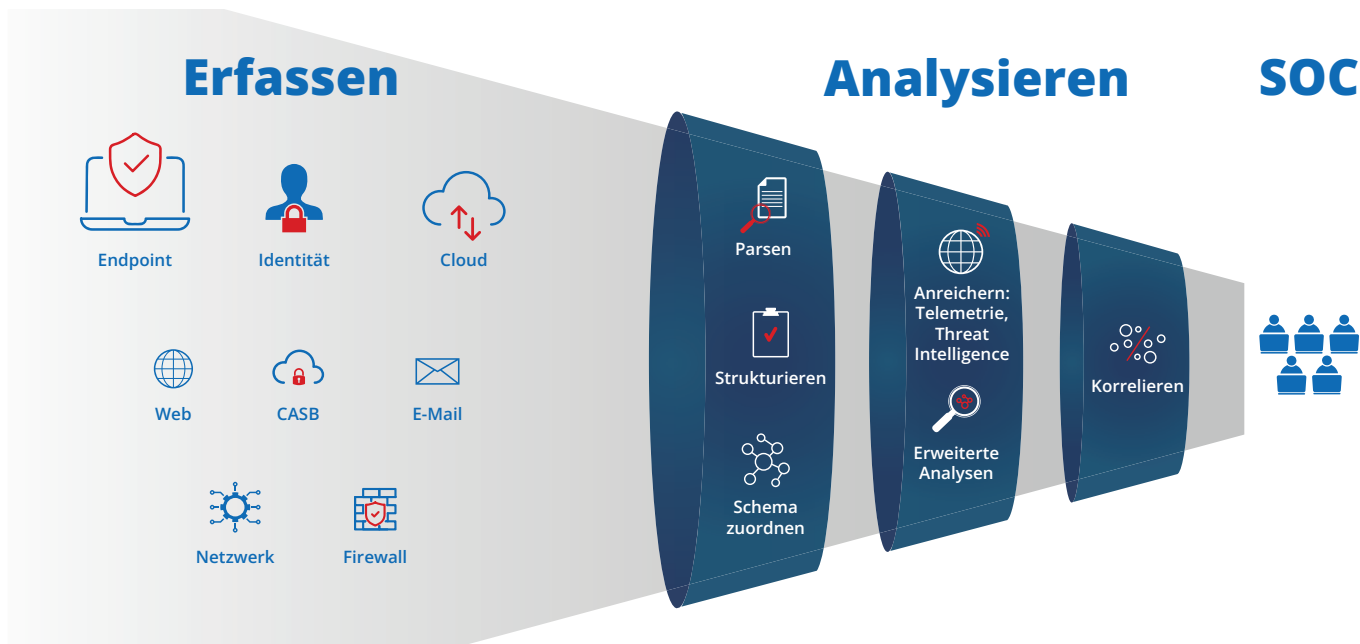 Erfassen
Analysieren
SOC
Endpoint
Identität
Cloud
Web
CASB
E-Mail
Netzwerk
Firewall
Parsen
Strukturieren
Schema
zuordnen
Anreichern:
Telemetrie,
Threat
Intelligence
Erweiterte
Analysen
Korrelieren